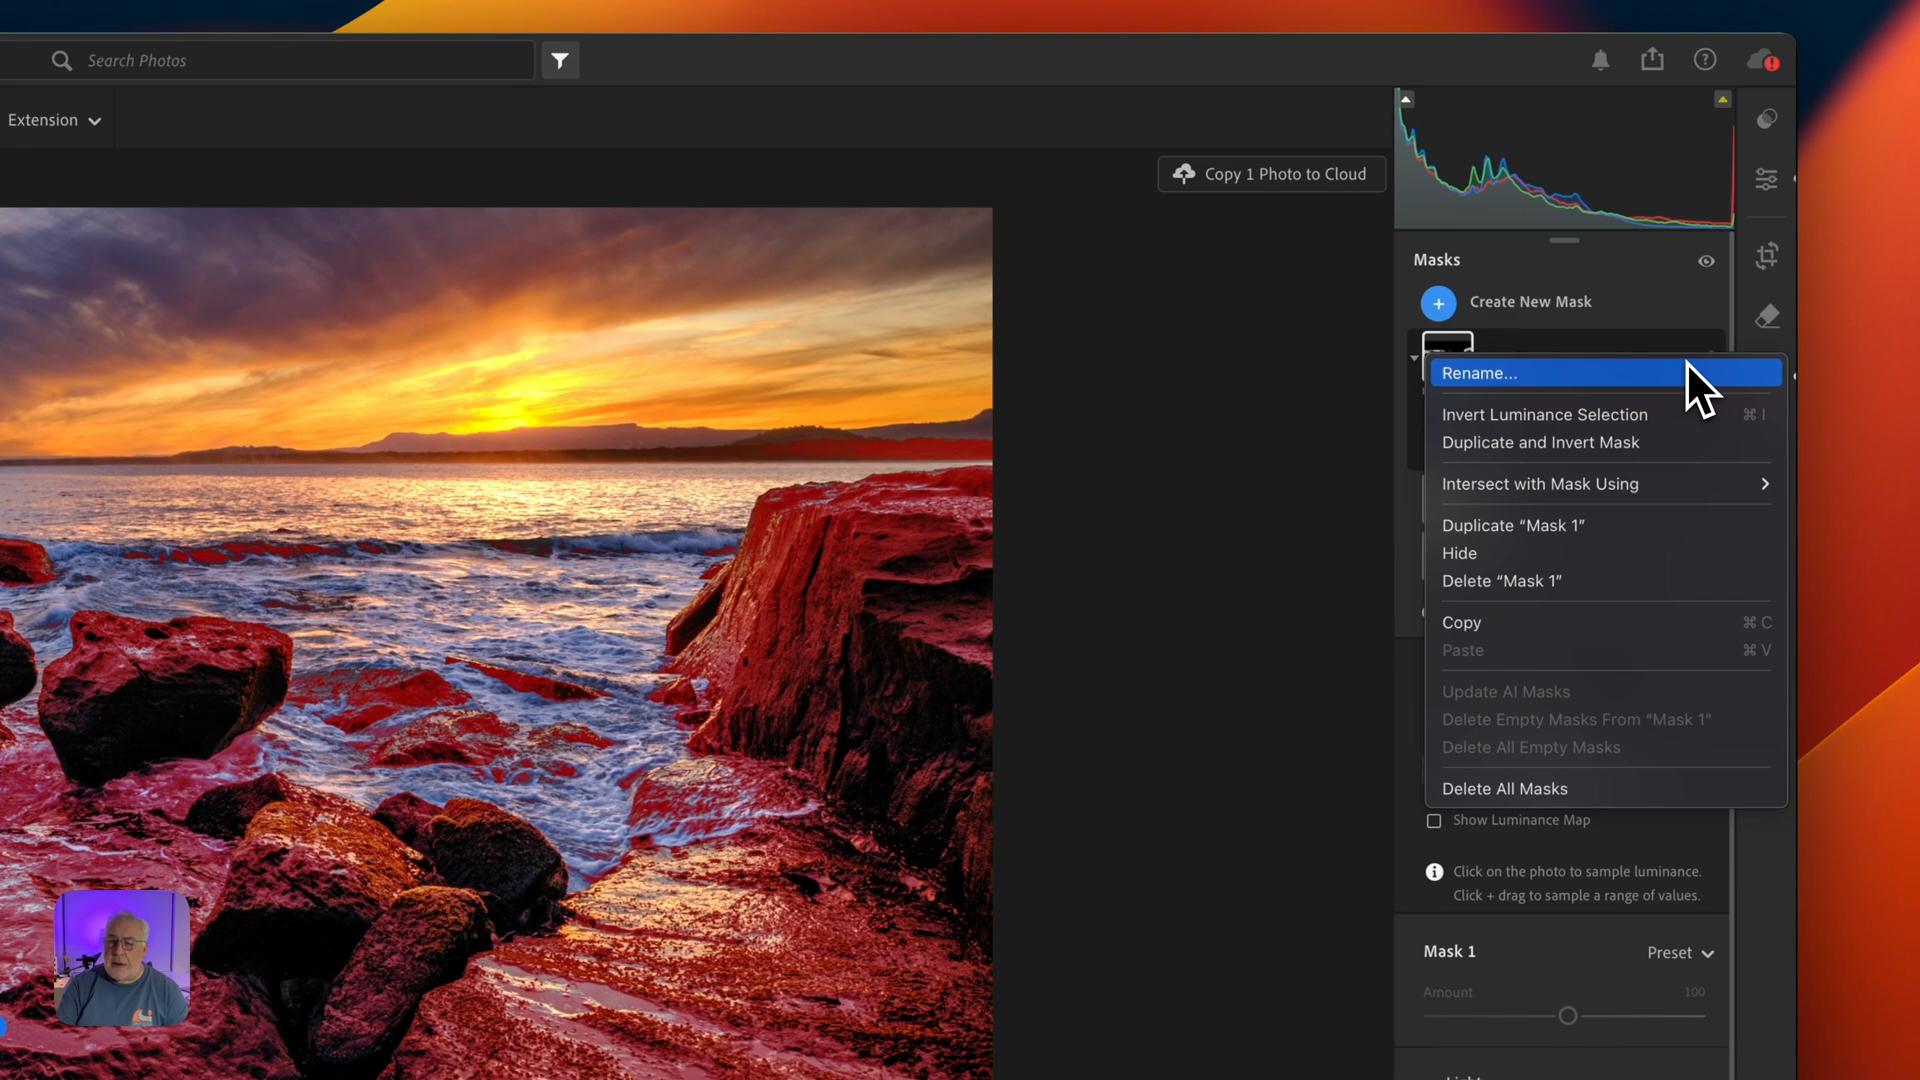 Search Photos
Extension
Copy 1 Photo to Cloud
Masks
Create New Mask
Rename...
Invert Luminance Selection ⌘ I
Duplicate and Invert Mask
Intersect with Mask Using
Duplicate “Mask 1”
Hide
Delete “Mask 1”
Copy ⌘ C
Paste ⌘ V
Update AI Masks
Delete Empty Masks From “Mask 1”
Delete All Empty Masks
Delete All Masks
Show Luminance Map
Click on the photo to sample luminance.
Click + drag to sample a range of values.
Mask 1 Preset
Amount 100